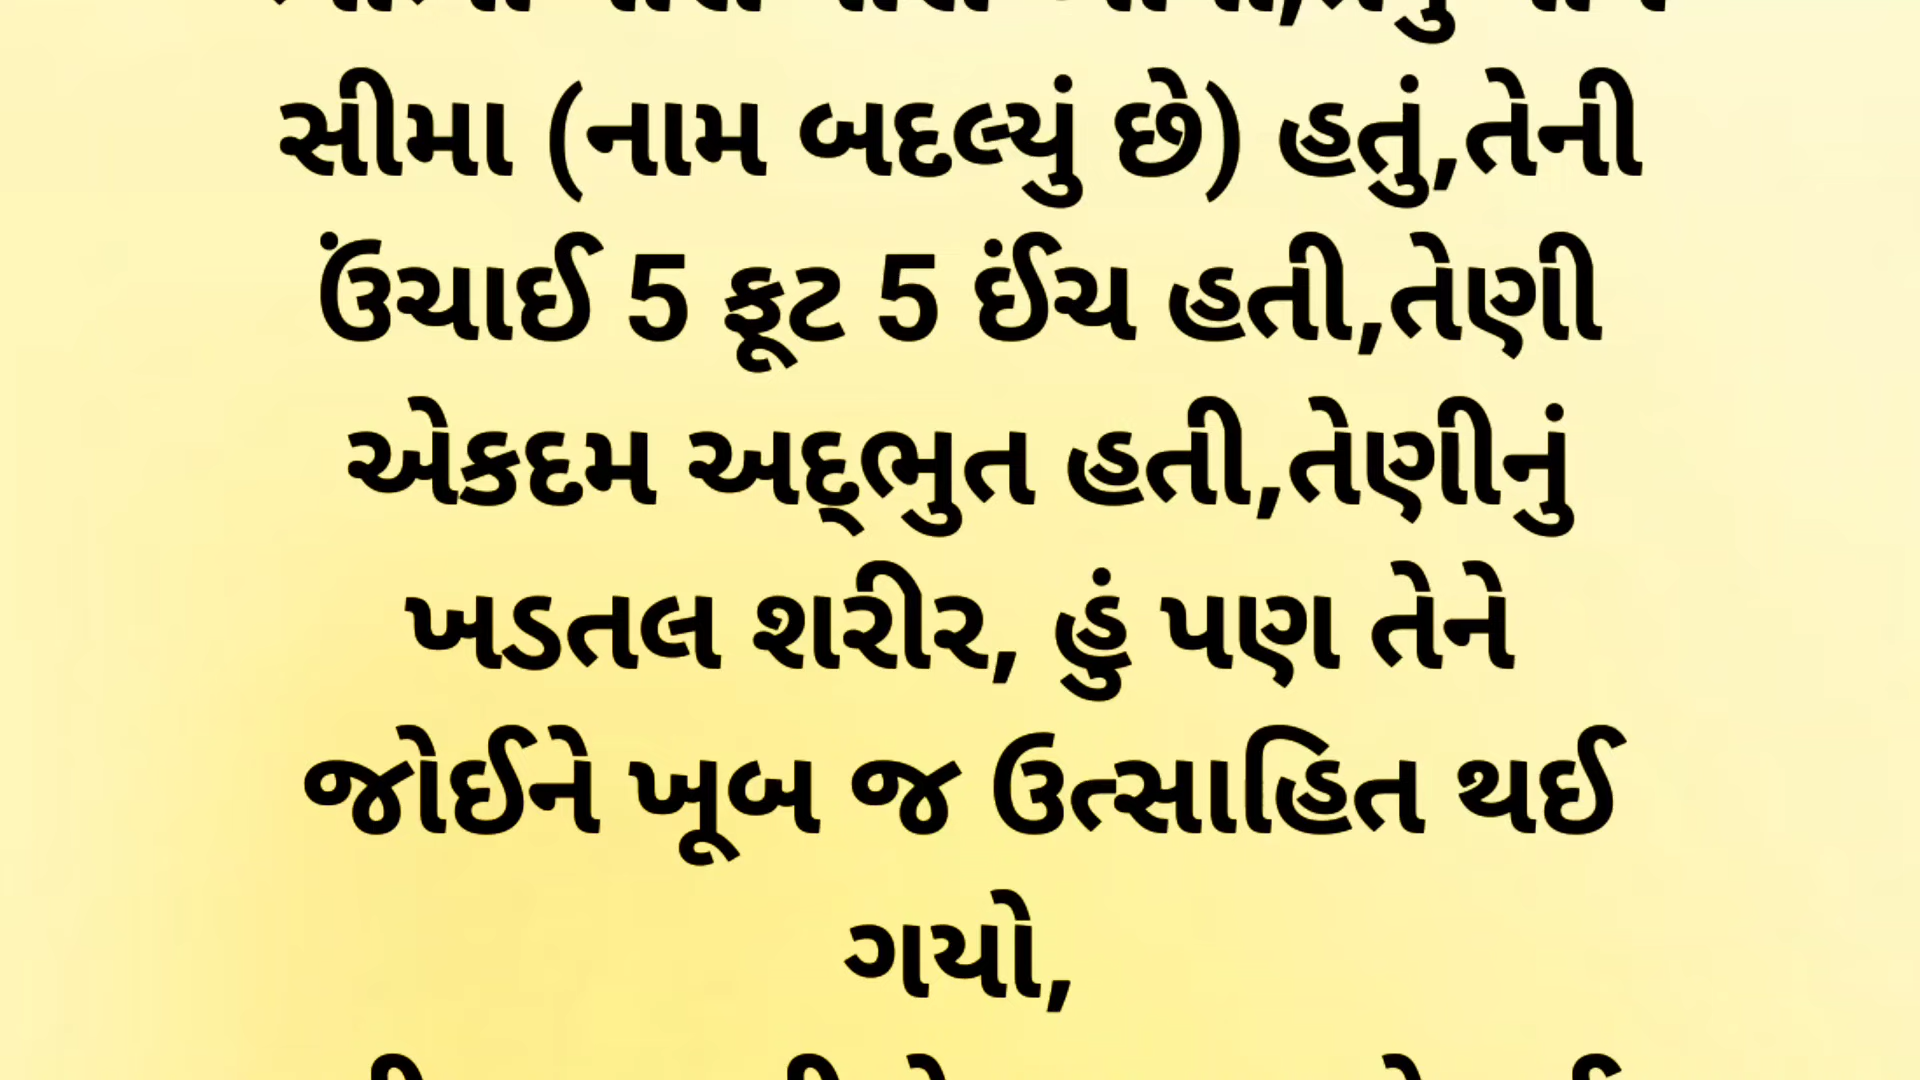 સીમા (નામ બદલ્યું છે) હતું,તેની
ઉંચાઈ 5 ફૂટ 5 ઈંચ હતી,તેણી
એકદમ અદ્ભુત હતી,તેણીનું
ખડતલ શરીર, હું પણ તેને
જોઈને ખૂબ જ ઉત્સાહિત થઈ
ગયો,